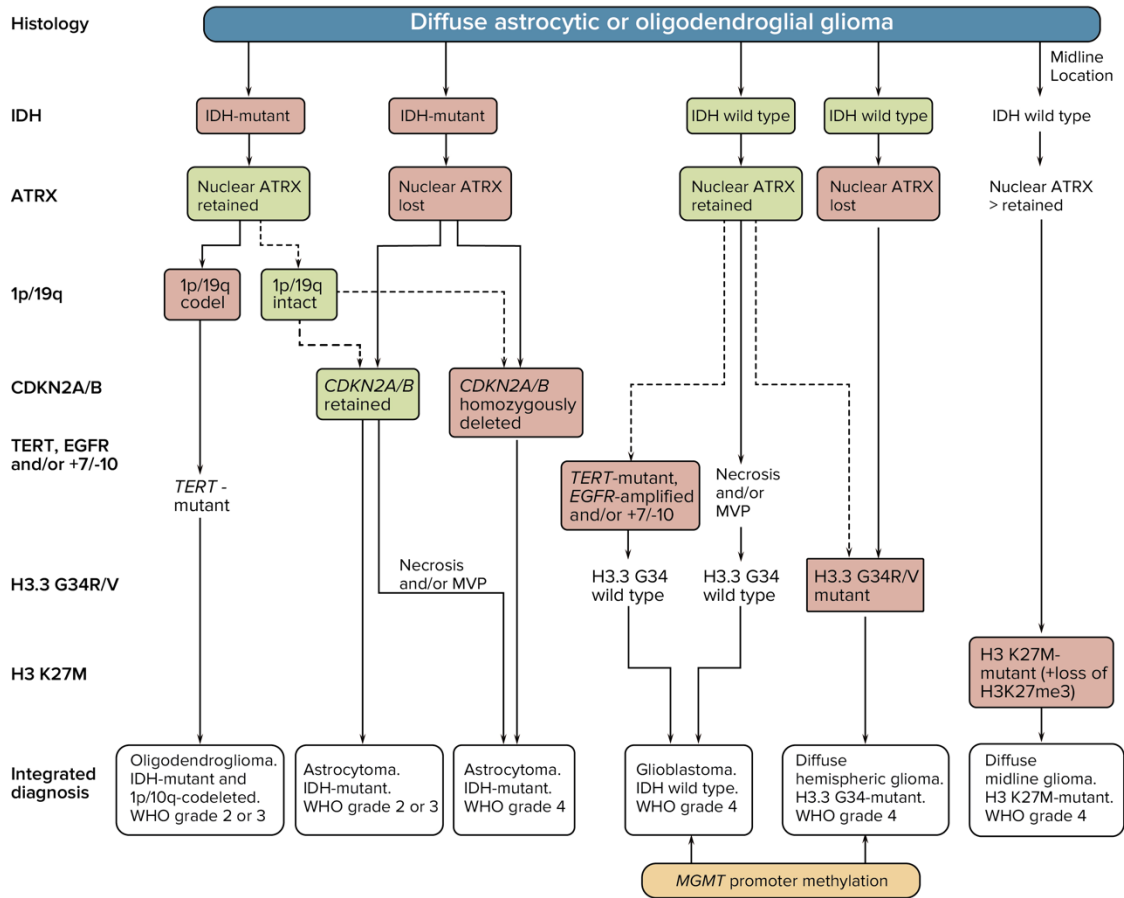 Histology
Diffuse astrocytic or oligodendroglial glioma
Midline
Location
IDH
IDH-mutant
IDH-mutant
IDH wild type
IDH wild type
IDH wild type
ATRX
Nuclear ATRX
retained
Nuclear ATRX
lost
Nuclear ATRX
retained
Nuclear ATRX
lost
Nuclear ATRX
> retained
1p/19q
1p/19q
codel
1p/19q
intact
CDKN2A/B
CDKN2A/B
retained
CDKN2A/B
homozygously
deleted
TERT, EGFR
and/or +7/-10
TERT -
mutant
TERT-mutant,
EGFR-amplified
and/or +7/-10
Necrosis
and/or
MVP
H3.3 G34R/V
Necrosis
and/or MVP
H3.3 G34
wild type
H3.3 G34
wild type
H3.3 G34R/V
mutant
H3 K27M
H3 K27M-
mutant (+loss of
H3K27me3)
Integrated
diagnosis
Oligodendroglioma.
IDH-mutant and
1p/10q-codeleted.
WHO grade 2 or 3
Astrocytoma.
IDH-mutant.
WHO grade 2 or 3
Astrocytoma.
IDH-mutant.
WHO grade 4
Glioblastoma.
IDH wild type.
WHO grade 4
Diffuse
hemispheric glioma.
H3.3 G34-mutant.
WHO grade 4
Diffuse
midline glioma.
H3 K27M-mutant.
WHO grade 4
MGMT promoter methylation